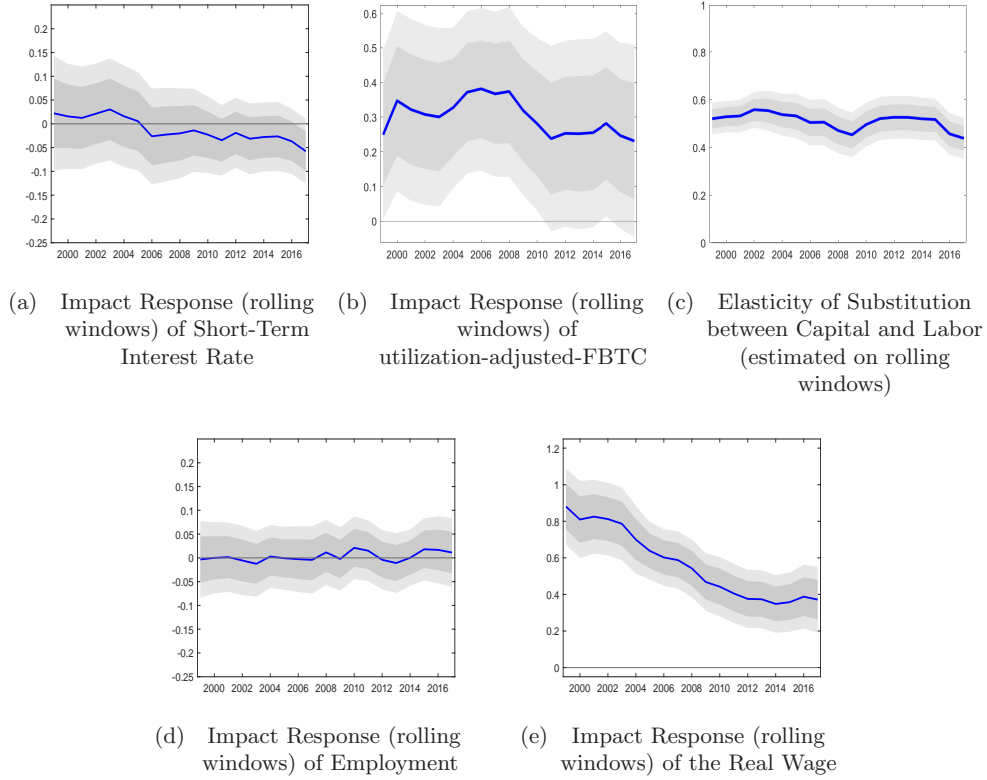 0.2
0.15
0.1
0.05
0
-0.05
-0.1
-0.15
-0.2
-0.25
2000 2002 2004 2006 2008 2010 2012 2014 2016
0.6
0.5
0.4
0.3
0.2
0.1
0
2000 2002 2004 2006 2008 2010 2012 2014 2016
1
0.8
0.6
0.4
0.2
0
2000 2002 2004 2006 2008 2010 2012 2014 2016
(a) Impact Response (rolling
windows) of Short-Term
Interest Rate
(b) Impact Response (rolling
windows) of
utilization-adjusted-FBTC
(c) Elasticity of Substitution
between Capital and Labor
(estimated on rolling
windows)
0.2
0.15
0.1
0.05
0
-0.05
-0.1
-0.15
-0.2
-0.25
2000 2002 2004 2006 2008 2010 2012 2014 2016
1.2
1
0.8
0.6
0.4
0.2
0
2000 2002 2004 2006 2008 2010 2012 2014 2016
(d) Impact Response (rolling
windows) of Employment
(e) Impact Response (rolling
windows) of the Real Wage